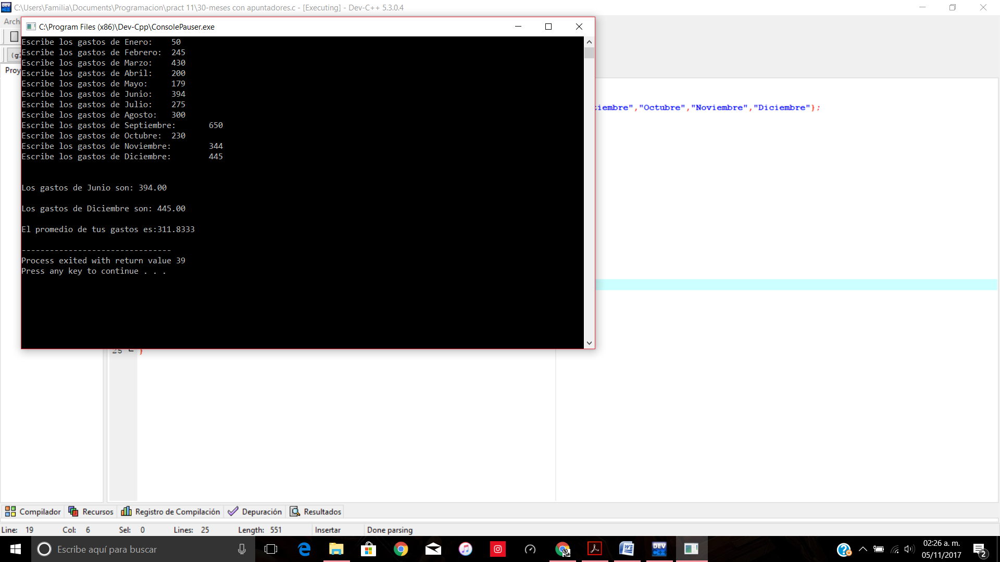 C:\Users\Familia\Documents\Programacion\pract 11\30-meses con apuntadores.c - [Executing] - Dev-C++ 5.3.0.4
Arch
C:\Program Files (x86)\Dev-Cpp\ConsolePauser.exe
(gl
Proy
Escribe los gastos de Enero: 50
Escribe los gastos de Febrero: 245
Escribe los gastos de Marzo: 430
Escribe los gastos de Abril: 200
Escribe los gastos de Mayo: 179
Escribe los gastos de Junio: 394
Escribe los gastos de Julio: 275
Escribe los gastos de Agosto: 300
Escribe los gastos de Septiembre: 650
Escribe los gastos de Octubre: 230
Escribe los gastos de Noviembre: 344
Escribe los gastos de Diciembre: 445
Los gastos de Junio son: 394.00
Los gastos de Diciembre son: 445.00
El promedio de tus gastos es:311.8333
--------------------------------
Process exited with return value 39
Press any key to continue . . .
tiembre","Octubre","Noviembre","Diciembre"};
25 }
Compilador Recursos Registro de Compilación Depuración Resultados
Line: 19 Col: 6 Sel: 0 Lines: 25 Length: 551 Insertar Done parsing
Escribe aquí para buscar
DEV
02:26 a. m.
05/11/2017
2